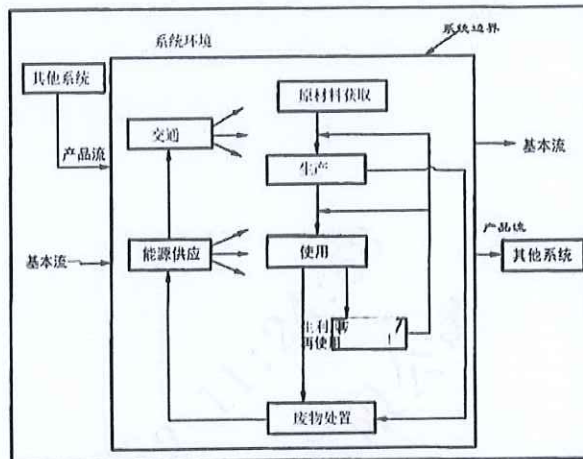 系统环境
系统边界
其他系统
原材料获取
交通
产品流
基本流
生产
产品流
能源供应
使用
其他系统
基本流
再使用
废物处置